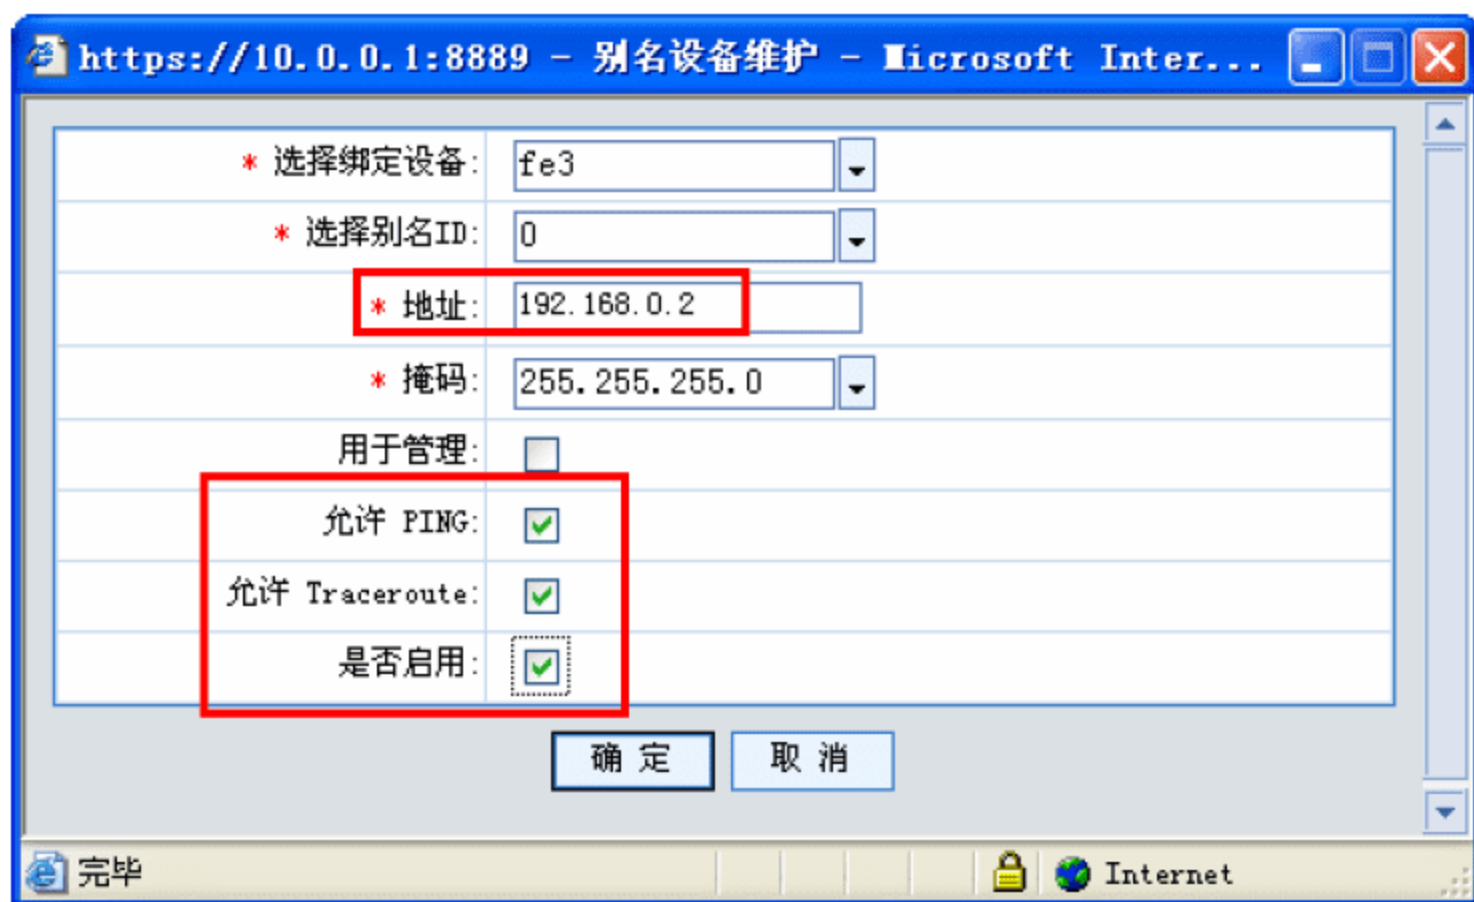 https://10.0.0.1:8889 - 别名设备维护 - Microsoft Inter...
* 选择绑定设备: fe3
* 选择别名ID: 0
* 地址: 192.168.0.2
* 掩码: 255.255.255.0
用于管理:
允许 PING:
允许 Traceroute:
是否启用:
确 定 取 消
完毕 Internet